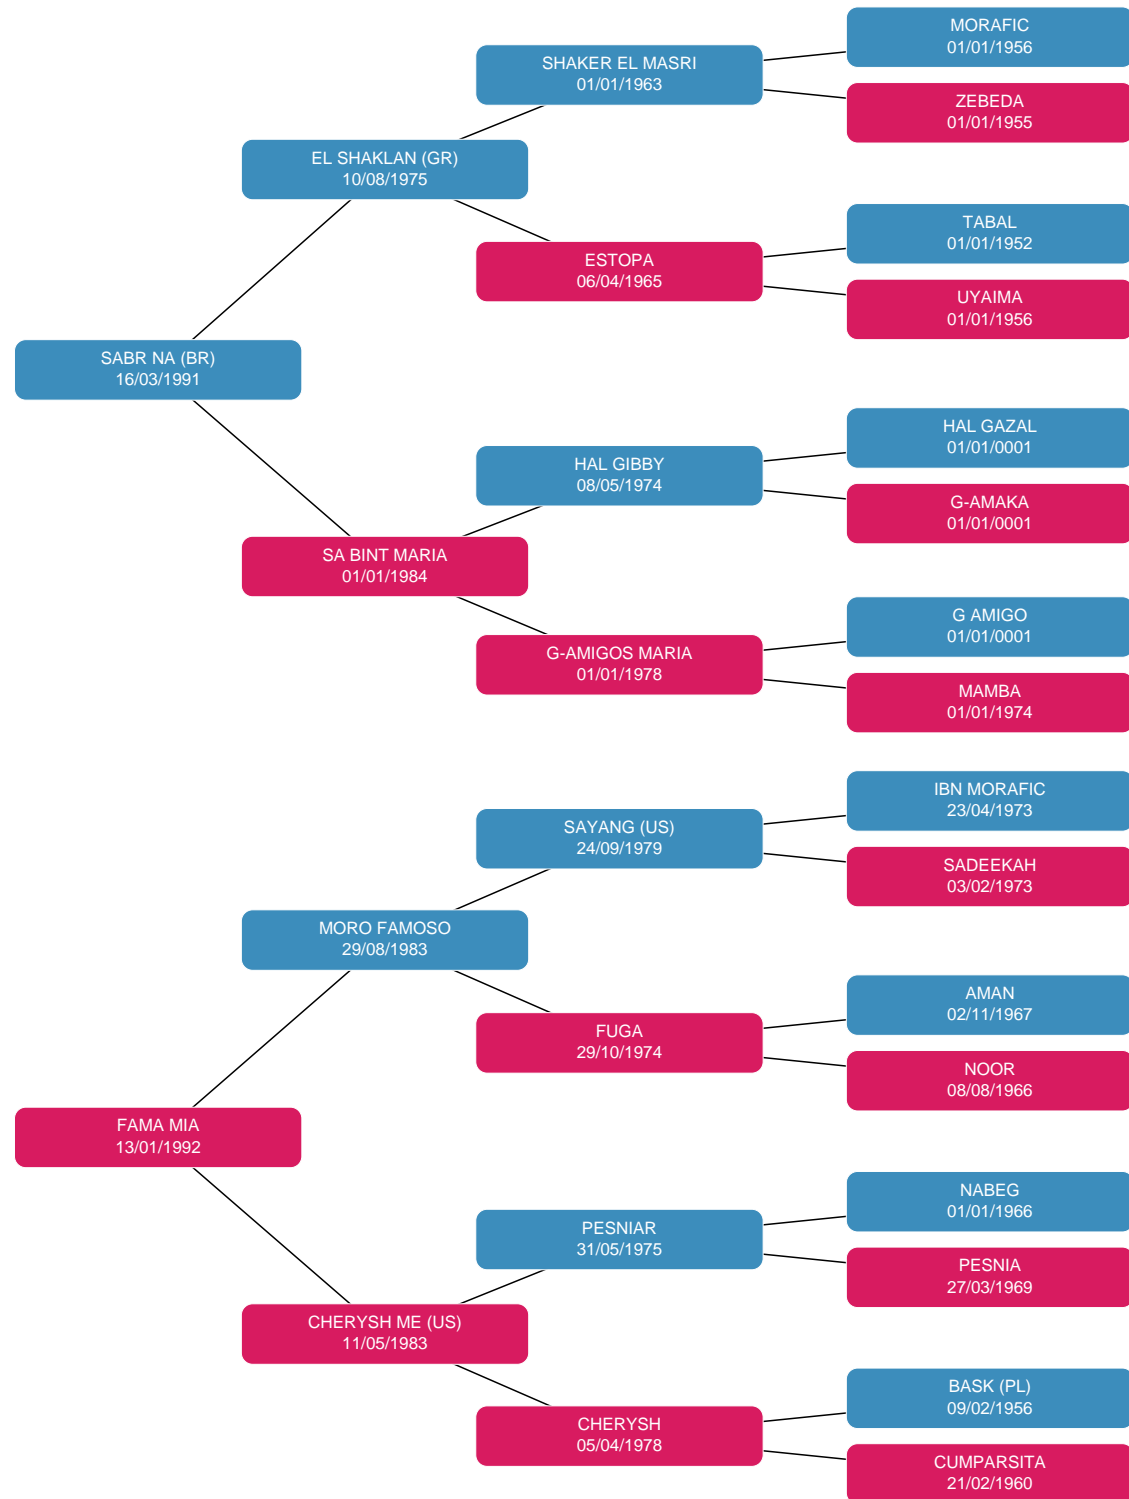 MORAFIC
01/01/1956
SHAKER EL MASRI
01/01/1963
ZEBEDA
01/01/1955
EL SHAKLAN (GR)
10/08/1975
TABAL
01/01/1952
ESTOPA
06/04/1965
UYAIMA
01/01/1956
SABR NA (BR)
16/03/1991
HAL GAZAL
01/01/0001
HAL GIBBY
08/05/1974
G-AMAKA
01/01/0001
SA BINT MARIA
01/01/1984
G AMIGO
01/01/0001
G-AMIGOS MARIA
01/01/1978
MAMBA
01/01/1974
IBN MORAFIC
23/04/1973
SAYANG (US)
24/09/1979
SADEEKAH
03/02/1973
MORO FAMOSO
29/08/1983
AMAN
02/11/1967
FUGA
29/10/1974
NOOR
08/08/1966
FAMA MIA
13/01/1992
NABEG
01/01/1966
PESNIAR
31/05/1975
PESNIA
27/03/1969
CHERYSH ME (US)
11/05/1983
BASK (PL)
09/02/1956
CHERYSH
05/04/1978
CUMPARSITA
21/02/1960